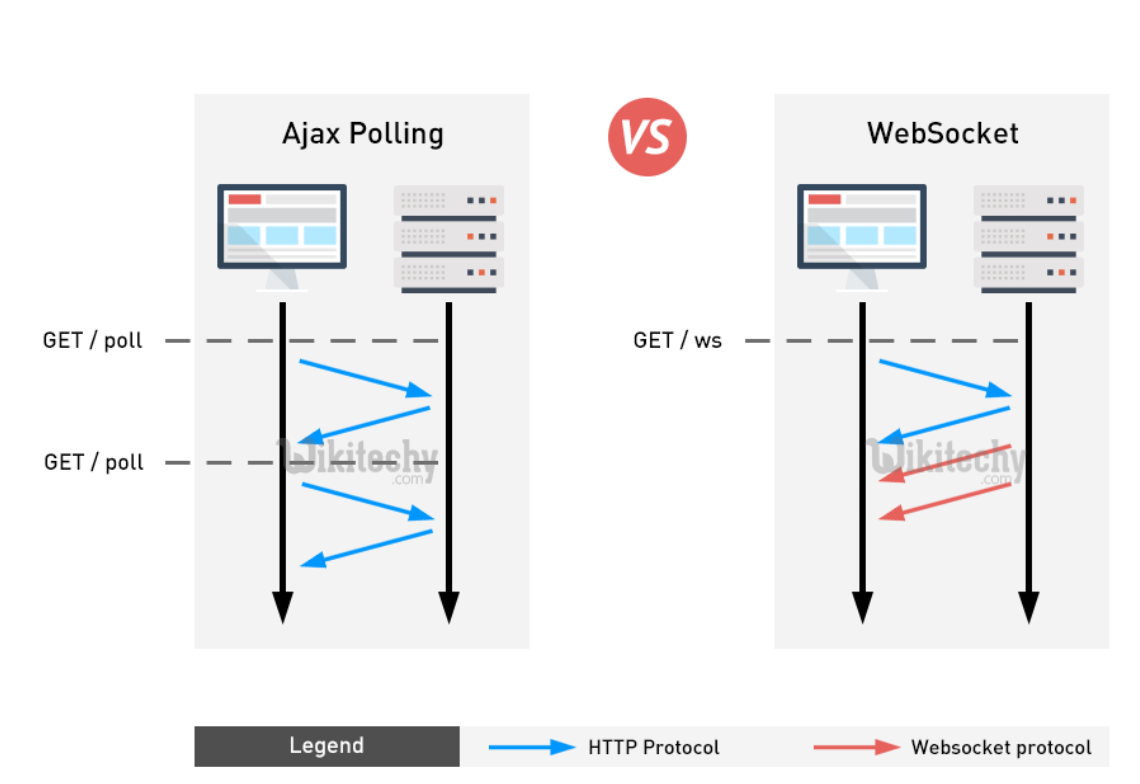 Ajax Polling
VS
WebSocket
GET / poll
GET / ws
GET / poll
Wikitechy
.com
Wikitechy
.com
Legend
HTTP Protocol
Websocket protocol